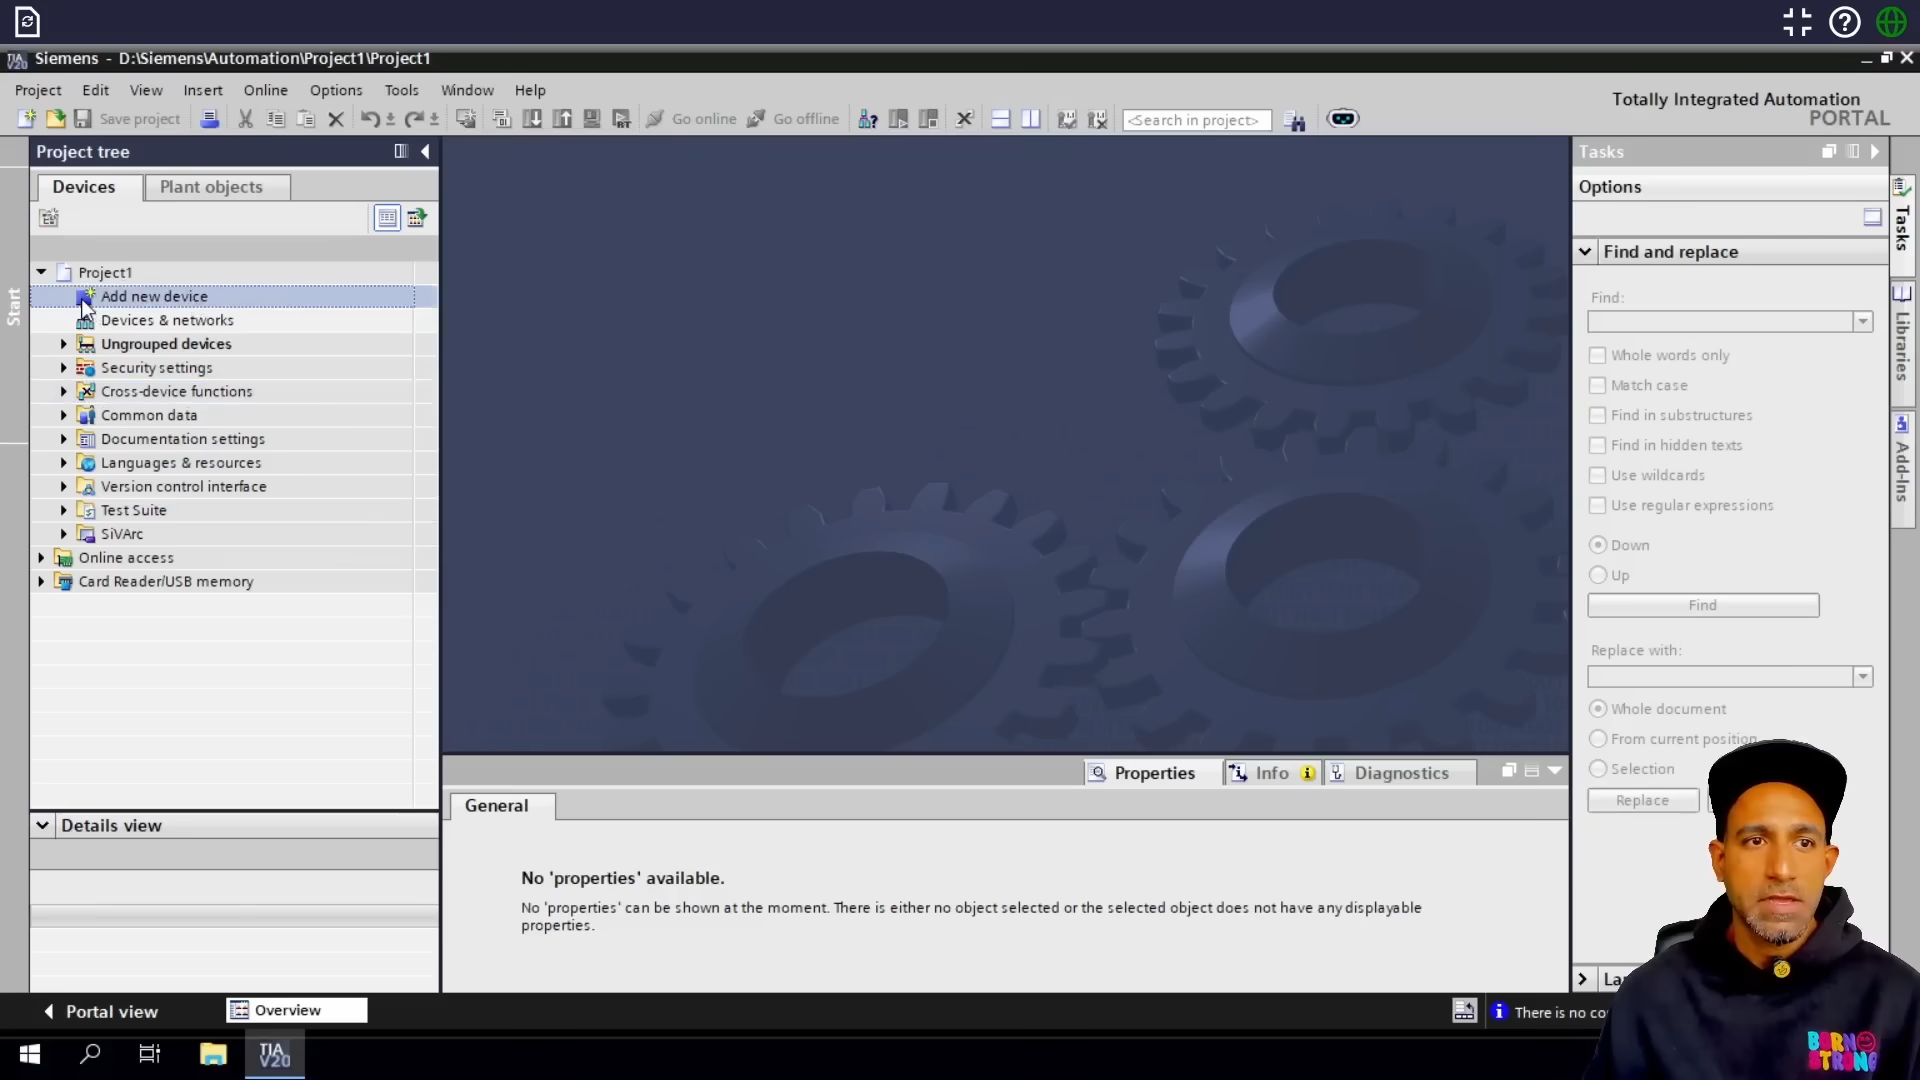 TIA
V20
Siemens - D:\Siemens\Automation\Project1\Project1
Project Edit View Insert Online Options Tools Window Help
Totally Integrated Automation
PORTAL
Save project
Go online
Go offline
<Search in project>
Project tree
Devices
Plant objects
Start
Project1
Add new device
Devices & networks
Ungrouped devices
Security settings
Cross-device functions
Common data
Documentation settings
Languages & resources
Version control interface
Test Suite
SiVArc
Online access
Card Reader/USB memory
Details view
Properties
Info
Diagnostics
General
No 'properties' available.
No 'properties' can be shown at the moment. There is either no object selected or the selected object does not have any displayable
properties.
Tasks
Options
Find and replace
Find:
Whole words only
Match case
Find in substructures
Find in hidden texts
Use wildcards
Use regular expressions
Down
Up
Find
Replace with:
Whole document
From current position
Selection
Replace
Tasks
Libraries
Add-Ins
Portal view
Overview
There is no
TIA
V20
BORN
STRONG